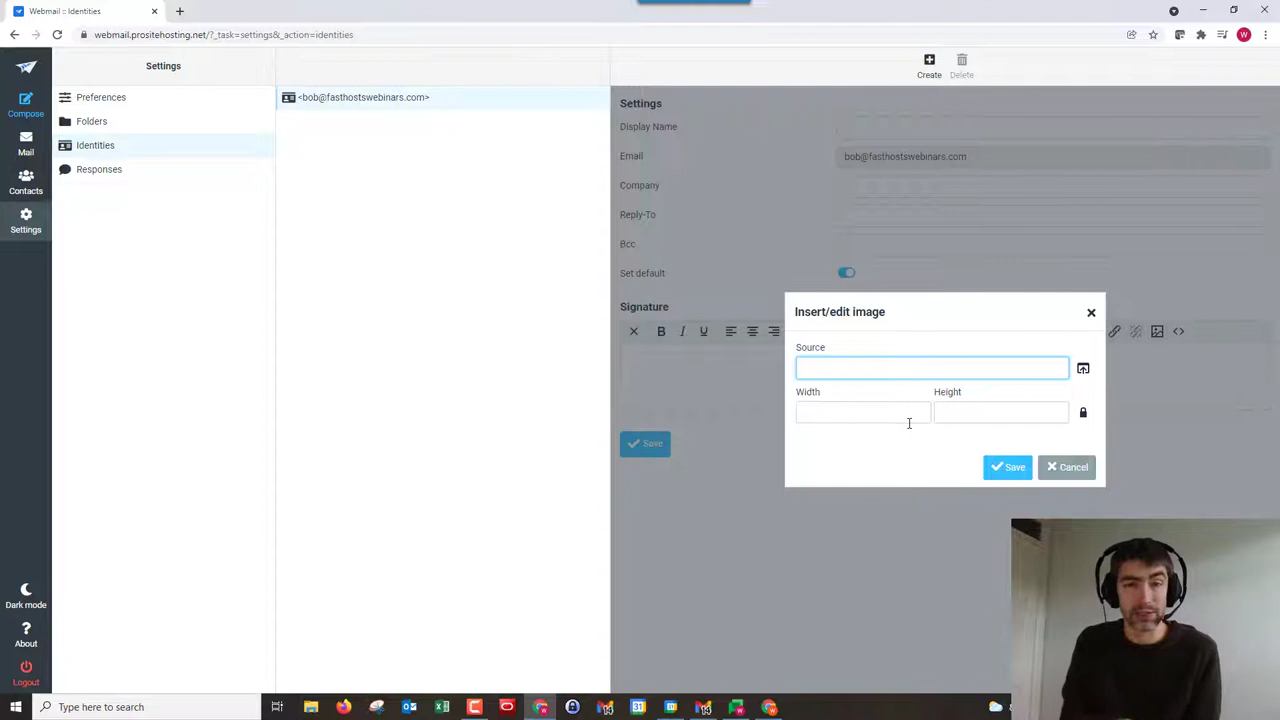 Webmail :: Identities
webmail.prositehosting.net/?_task=settings&_action=identities
W
Settings
Compose
Mail
Contacts
Settings
Dark mode
About
Logout
Preferences
Folders
Identities
Responses
<bob@fasthostswebinars.com>
Create
Delete
Settings
Display Name
Email
bob@fasthostswebinars.com
Company
Reply-To
Bcc
Set default
Signature
B I U
Save
Insert/edit image
Source
Width
Height
Save
Cancel
Type here to search